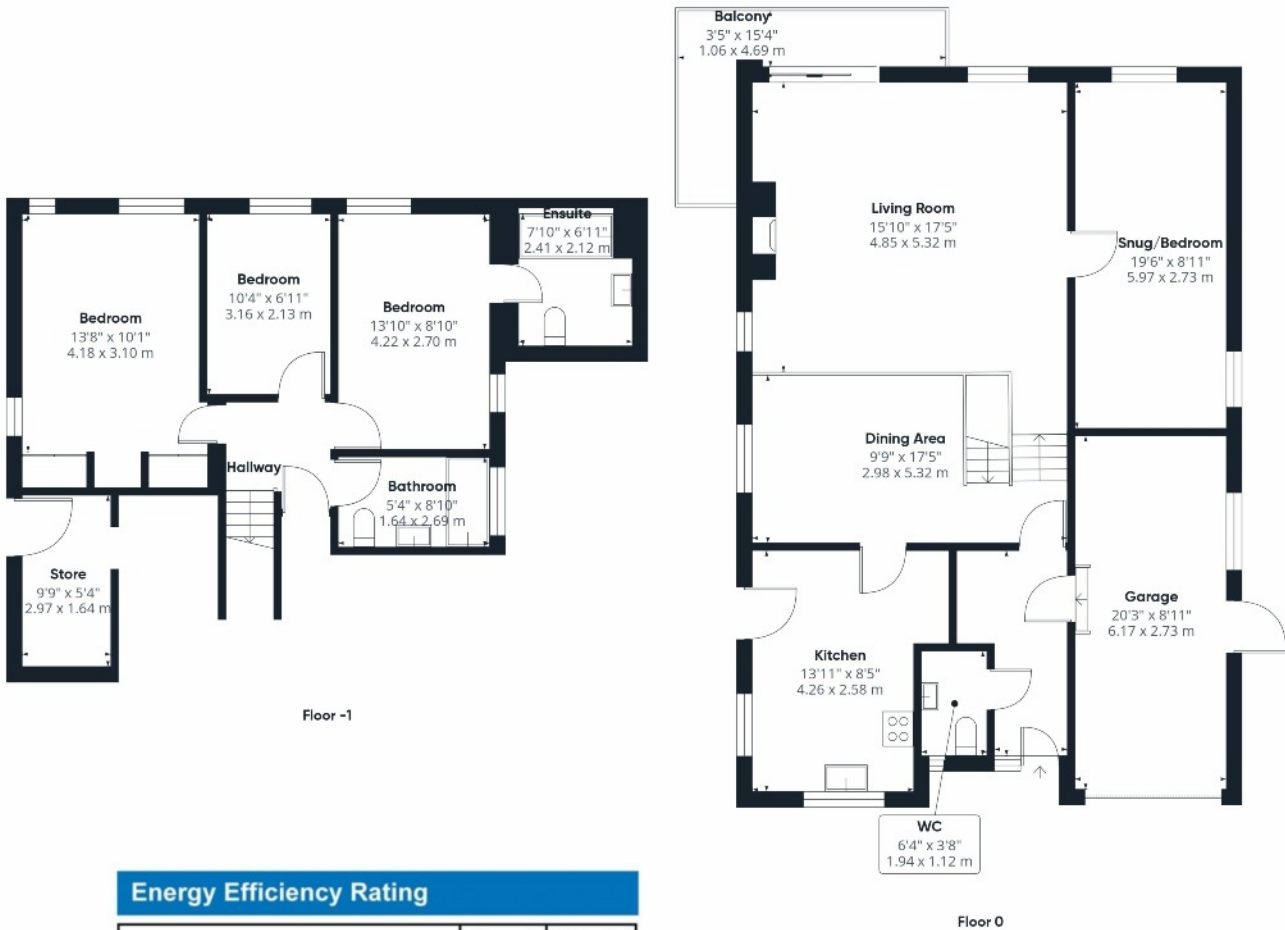 Balcony
3'5" x 15'4"
1.06 x 4.69 m
Living Room
15'10" x 17'5"
4.85 x 5.32 m
Snug/Bedroom
19'6" x 8'11"
5.97 x 2.73 m
Ensuite
7'10" x 6'11"
2.41 x 2.12 m
Bedroom
10'4" x 6'11"
3.16 x 2.13 m
Bedroom
13'8" x 10'1"
4.18 x 3.10 m
Bedroom
13'10" x 8'10"
4.22 x 2.70 m
Hallway
Bathroom
5'4" x 8'10"
1.64 x 2.69 m
Store
9'9" x 5'4"
2.97 x 1.64 m
Floor -1
Dining Area
9'9" x 17'5"
2.98 x 5.32 m
Garage
20'3" x 8'11"
6.17 x 2.73 m
Kitchen
13'11" x 8'5"
4.26 x 2.58 m
WC
6'4" x 3'8"
1.94 x 1.12 m
Floor 0
Energy Efficiency Rating